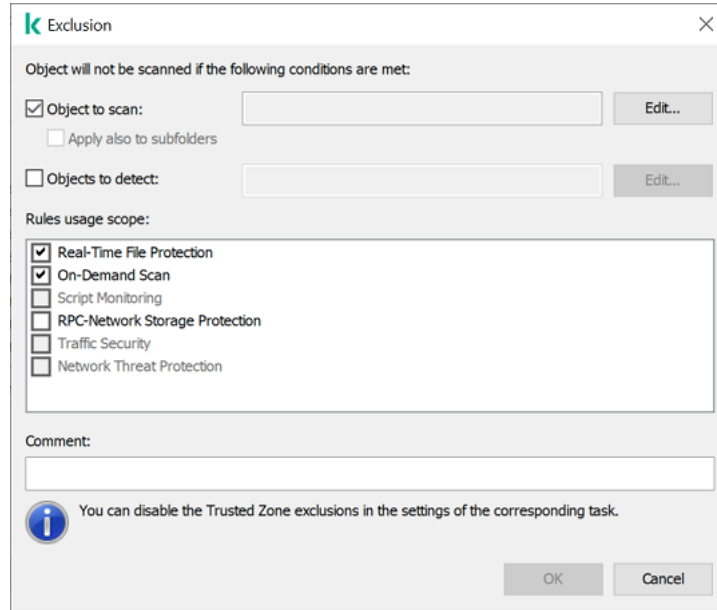 Exclusion
Object will not be scanned if the following conditions are met:
Object to scan:
Edit...
Apply also to subfolders
Objects to detect:
Edit...
Rules usage scope:
Real-Time File Protection
On-Demand Scan
Script Monitoring
RPC-Network Storage Protection
Traffic Security
Network Threat Protection
Comment:
You can disable the Trusted Zone exclusions in the settings of the corresponding task.
OK
Cancel